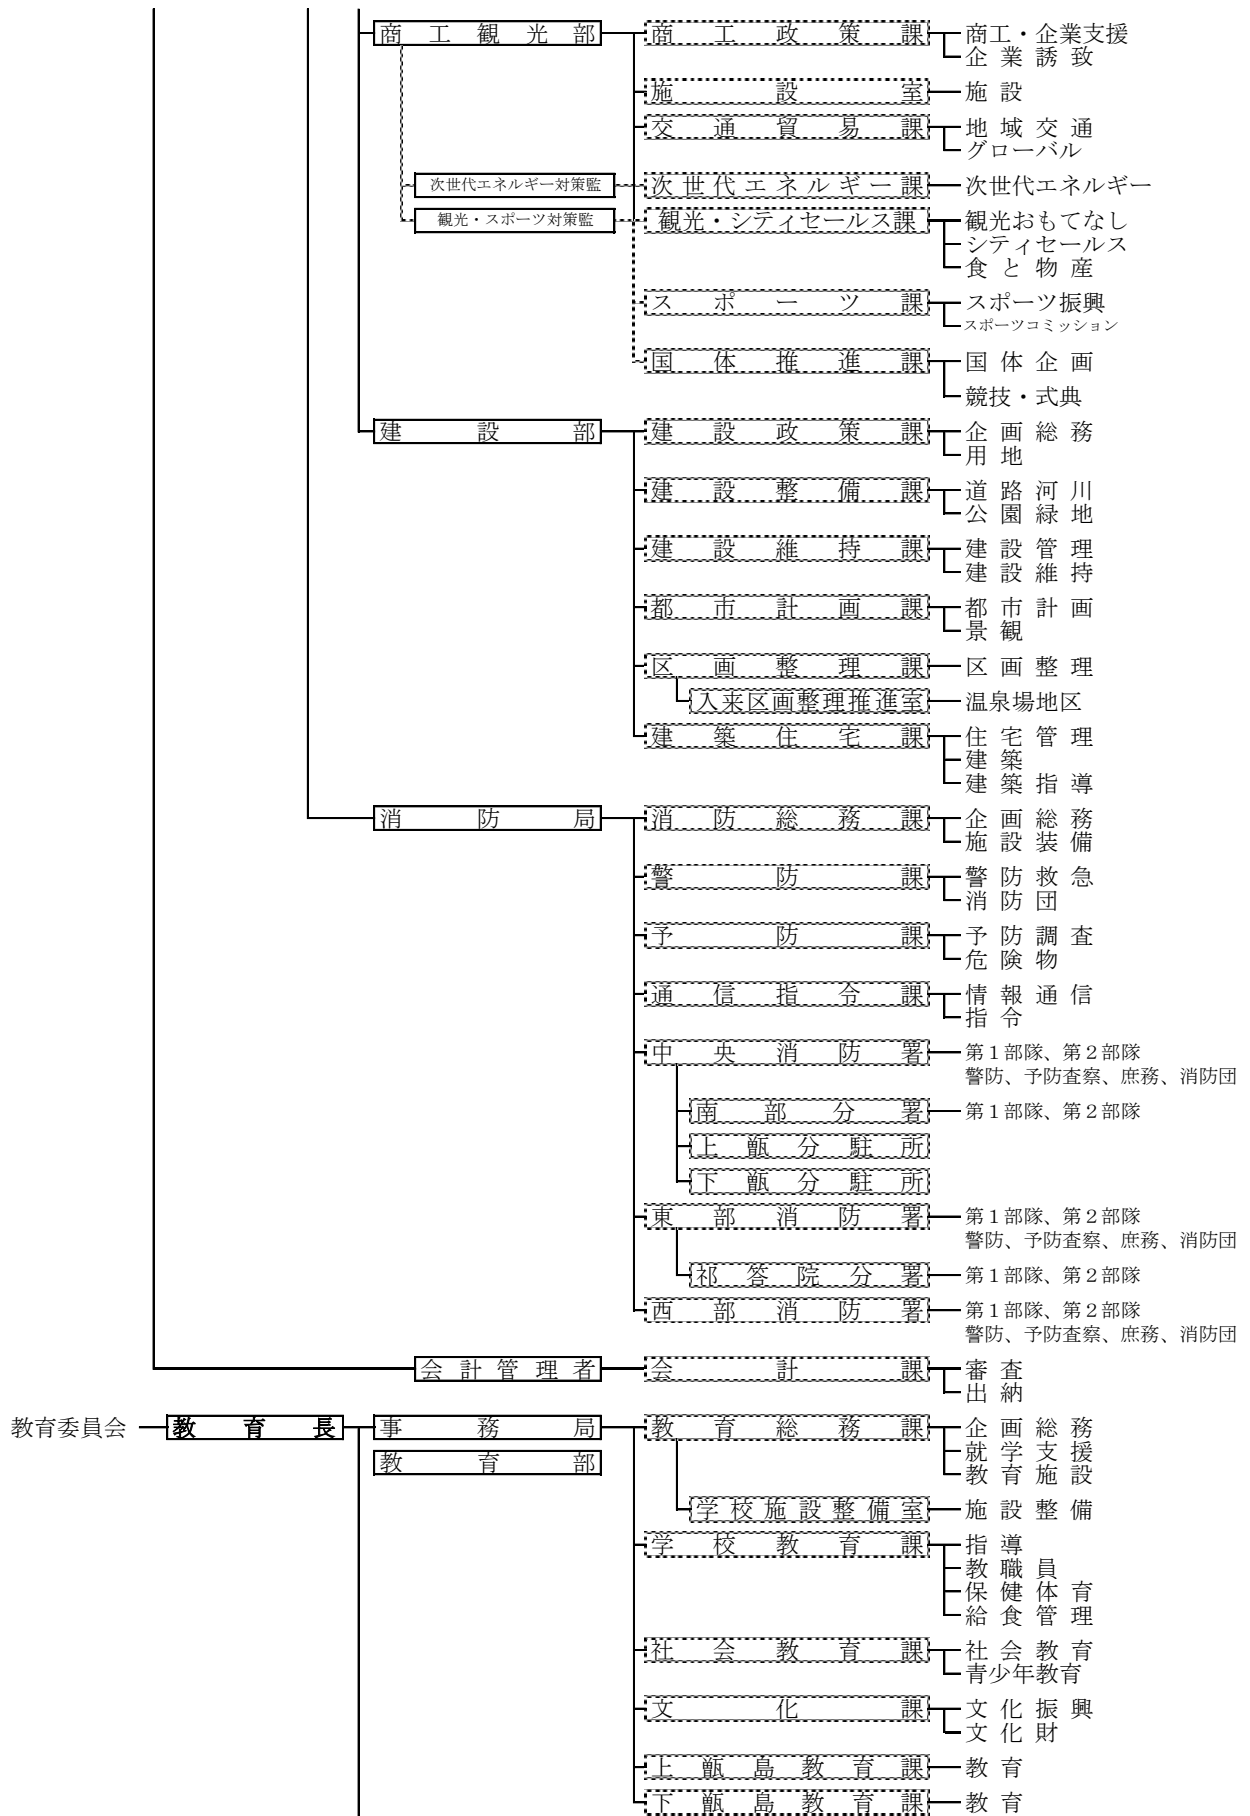 商工観光部 商工政策課 商工・企業支援
企業誘致
施設室 施設
交通貿易課 地域交通
グローバル
次世代エネルギー対策監 次世代エネルギー課 次世代エネルギー
観光・スポーツ対策監 観光・シティセールス課 観光おもてなし
シティセールス
食と物産
スポーツ課 スポーツ振興
スポーツコミッション
国体推進課 国体企画
競技・式典
建設部 建設政策課 企画総務
用地
建設整備課 道路河川
公園緑地
建設維持課 建設管理
建設維持
都市計画課 都市計画
景観
区画整理課 区画整理
入来区画整理推進室 温泉場地区
建築住宅課 住宅管理
建築
建築指導
消防局 消防総務課 企画総務
施設装備
警防課 警防救急
消防団
予防課 予防調査
危険物
通信指令課 情報通信
指令
中央消防署 第1部隊、第2部隊
警防、予防査察、庶務、消防団
南部分署 第1部隊、第2部隊
上甑分駐所
下甑分駐所
東部消防署 第1部隊、第2部隊
警防、予防査察、庶務、消防団
祁答院分署 第1部隊、第2部隊
西部消防署 第1部隊、第2部隊
警防、予防査察、庶務、消防団
会計管理者 会計課 審査
出納
教育委員会 教育長 事務局 教育総務課 企画総務
就学支援
教育部 教育施設
学校施設整備室 施設整備
学校教育課 指導
教職員
保健体育
給食管理
社会教育課 社会教育
青少年教育
文化課 文化振興
文化財
上甑島教育課 教育
下甑島教育課 教育